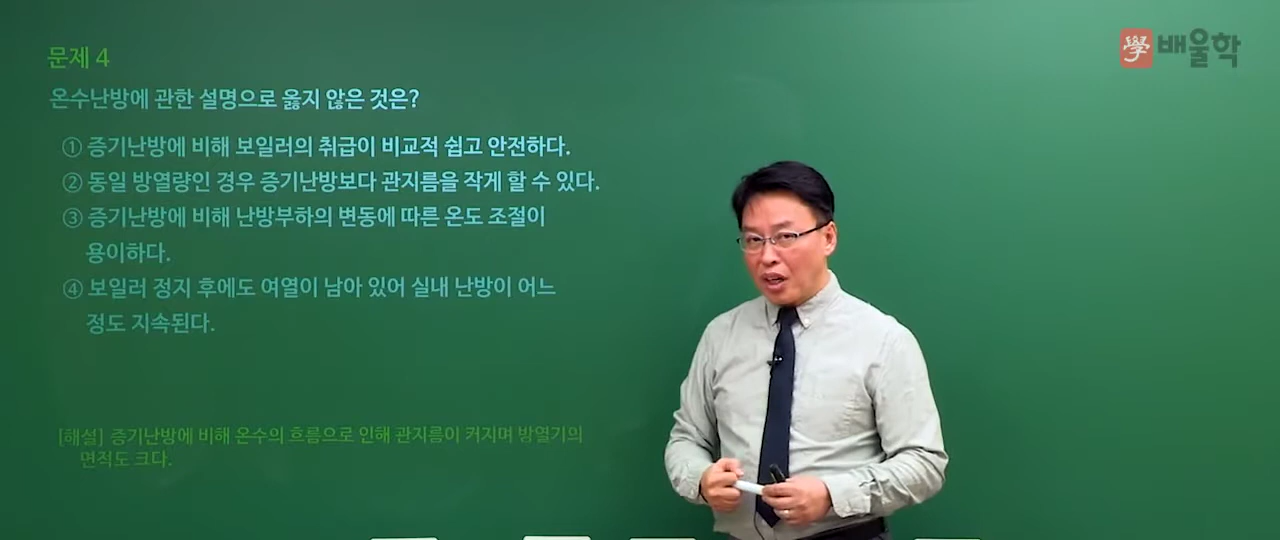 學 배울학
문제 4
온수난방에 관한 설명으로 옳지 않은 것은?
① 증기난방에 비해 보일러의 취급이 비교적 쉽고 안전하다.
② 동일 방열량인 경우 증기난방보다 관지름을 작게 할 수 있다.
③ 증기난방에 비해 난방부하의 변동에 따른 온도 조절이
용이하다.
④ 보일러 정지 후에도 여열이 남아 있어 실내 난방이 어느
정도 지속된다.
[해설] 증기난방에 비해 온수의 흐름으로 인해 관지름이 커지며 방열기의
면적도 크다.